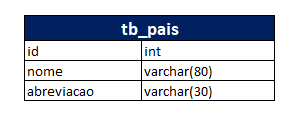 tb_pais
id int
nome varchar(80)
abreviacao varchar(30)